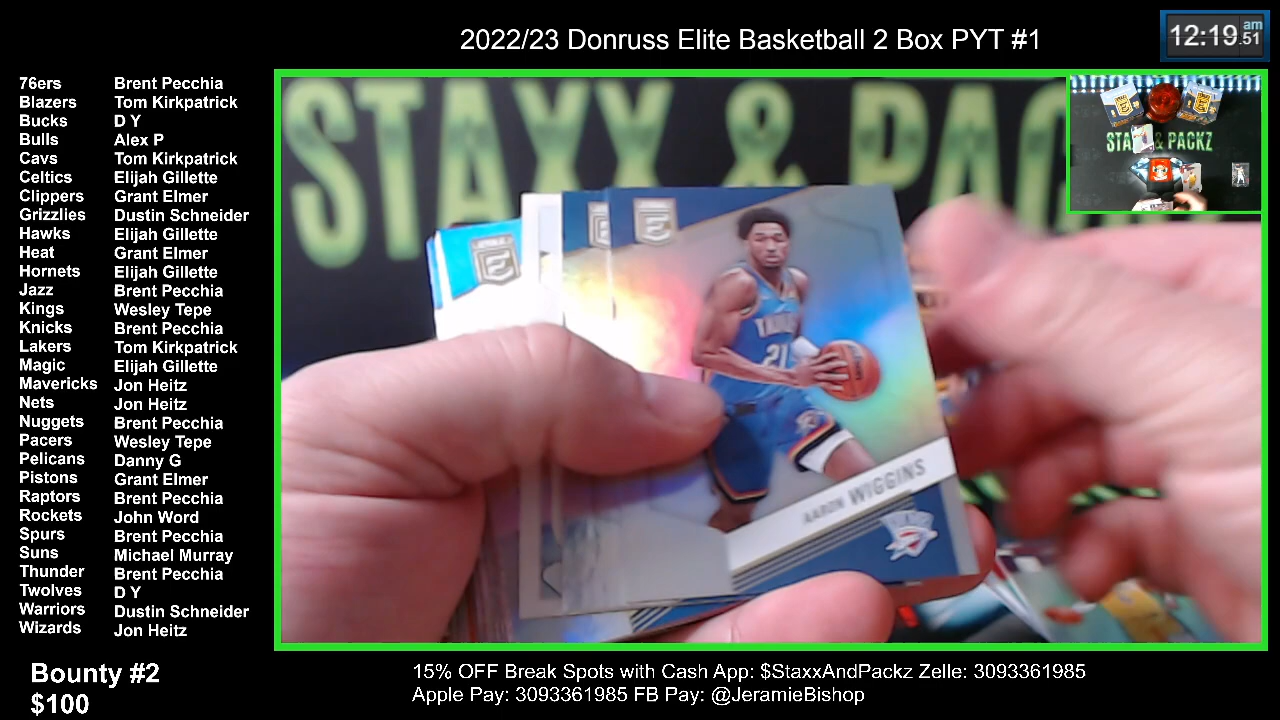 2022/23 Donruss Elite Basketball 2 Box PYT #1
12:19.51 am
76ers Brent Pecchia
Blazers Tom Kirkpatrick
Bucks D Y
Bulls Alex P
Cavs Tom Kirkpatrick
Celtics Elijah Gillette
Clippers Grant Elmer
Grizzlies Dustin Schneider
Hawks Elijah Gillette
Heat Grant Elmer
Hornets Elijah Gillette
Jazz Brent Pecchia
Kings Wesley Tepe
Knicks Brent Pecchia
Lakers Tom Kirkpatrick
Magic Elijah Gillette
Mavericks Jon Heitz
Nets Jon Heitz
Nuggets Brent Pecchia
Pacers Wesley Tepe
Pelicans Danny G
Pistons Grant Elmer
Raptors Brent Pecchia
Rockets John Word
Spurs Brent Pecchia
Suns Michael Murray
Thunder Brent Pecchia
Twolves D Y
Warriors Dustin Schneider
Wizards Jon Heitz
Bounty #2
$100
STAXX & PAC
STAXX & PACKZ
E
E
E
21
AARON WIGGINS
15% OFF Break Spots with Cash App: $StaxxAndPackz Zelle: 3093361985
Apple Pay: 3093361985 FB Pay: @JeramieBishop